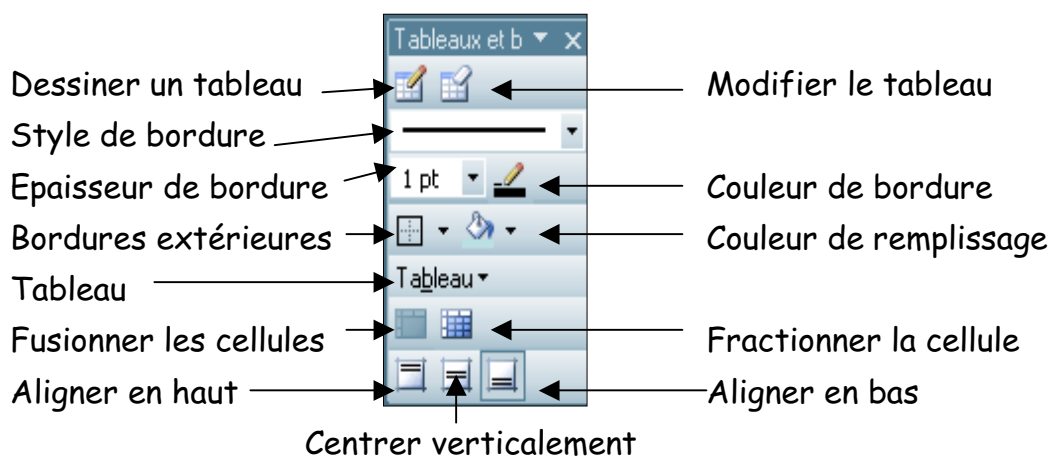 Tableaux et b
Dessiner un tableau
Modifier le tableau
Style de bordure
Epaisseur de bordure
1 pt
Couleur de bordure
Bordures extérieures
Couleur de remplissage
Tableau
Tableau
Fusionner les cellules
Fractionner la cellule
Aligner en haut
Aligner en bas
Centrer verticalement